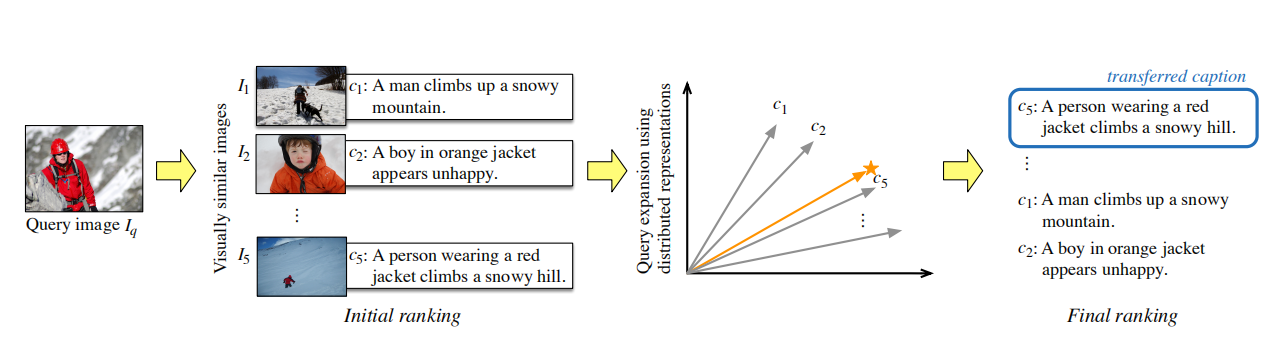 Query image Iq
Visually similar images
I1
c1: A man climbs up a snowy
mountain.
I2
c2: A boy in orange jacket
appears unhappy.
⋮
I5
c5: A person wearing a red
jacket climbs a snowy hill.
Initial ranking
Query expansion using
distributed representations
c1
c2
c5
⋮
transferred caption
c5: A person wearing a red
jacket climbs a snowy hill.
⋮
c1: A man climbs up a snowy
mountain.
c2: A boy in orange jacket
appears unhappy.
Final ranking